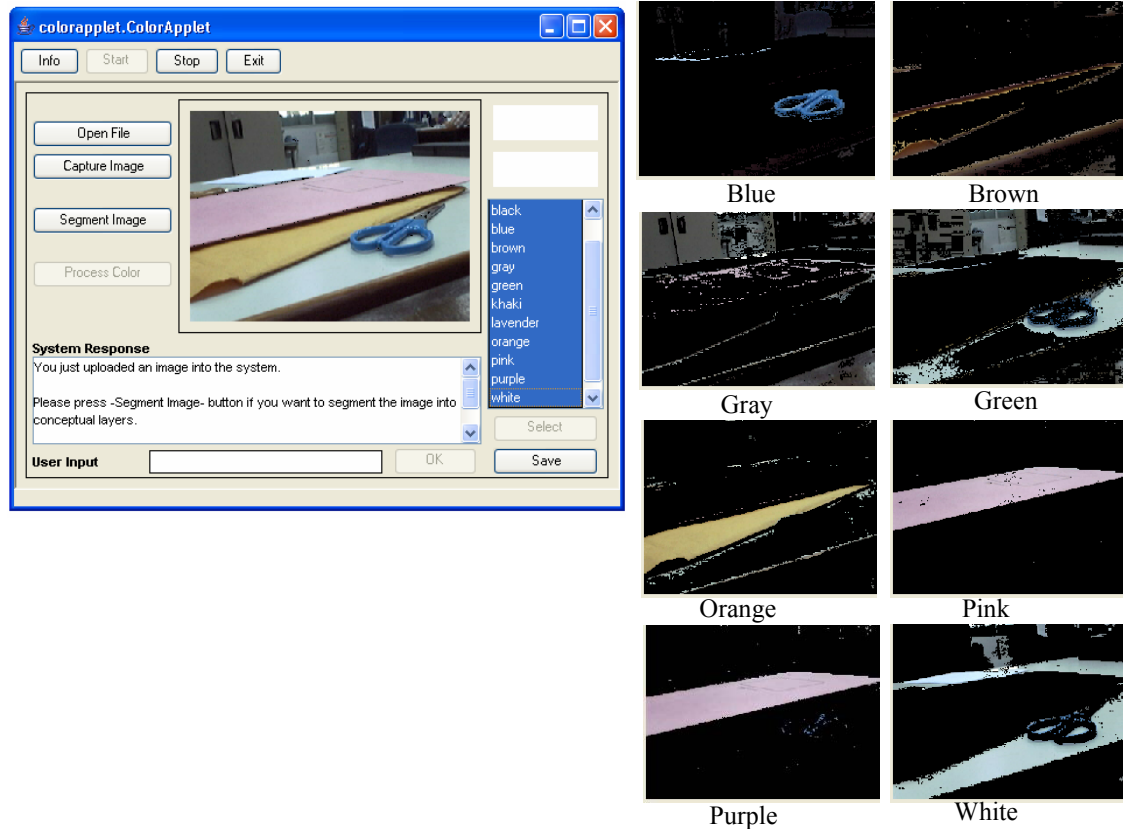 colorapplet.ColorApplet
Info Start Stop Exit
Open File
Capture Image
Segment Image
Process Color
black
blue
brown
gray
green
khaki
lavender
orange
pink
purple
white
System Response
You just uploaded an image into the system.
Please press -Segment Image- button if you want to segment the image into
conceptual layers.
Select
User Input OK Save
Blue Brown
Gray Green
Orange Pink
Purple White